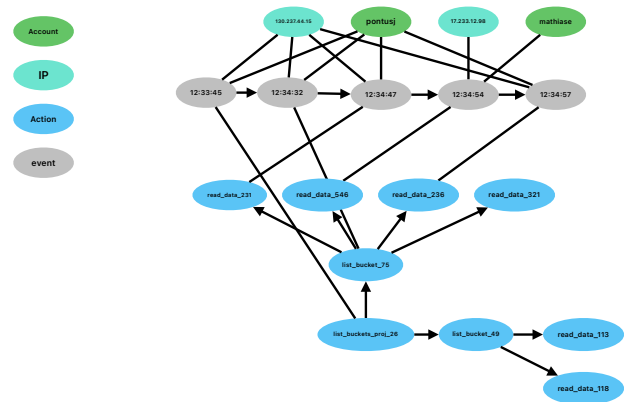 Account
IP
Action
event
130.237.44.15
pontusj
17.233.12.98
mathiase
12:33:45
12:34:32
12:34:47
12:34:54
12:34:57
read_data_231
read_data_546
read_data_236
read_data_321
list_bucket_75
list_buckets_proj_26
list_bucket_49
read_data_113
read_data_118